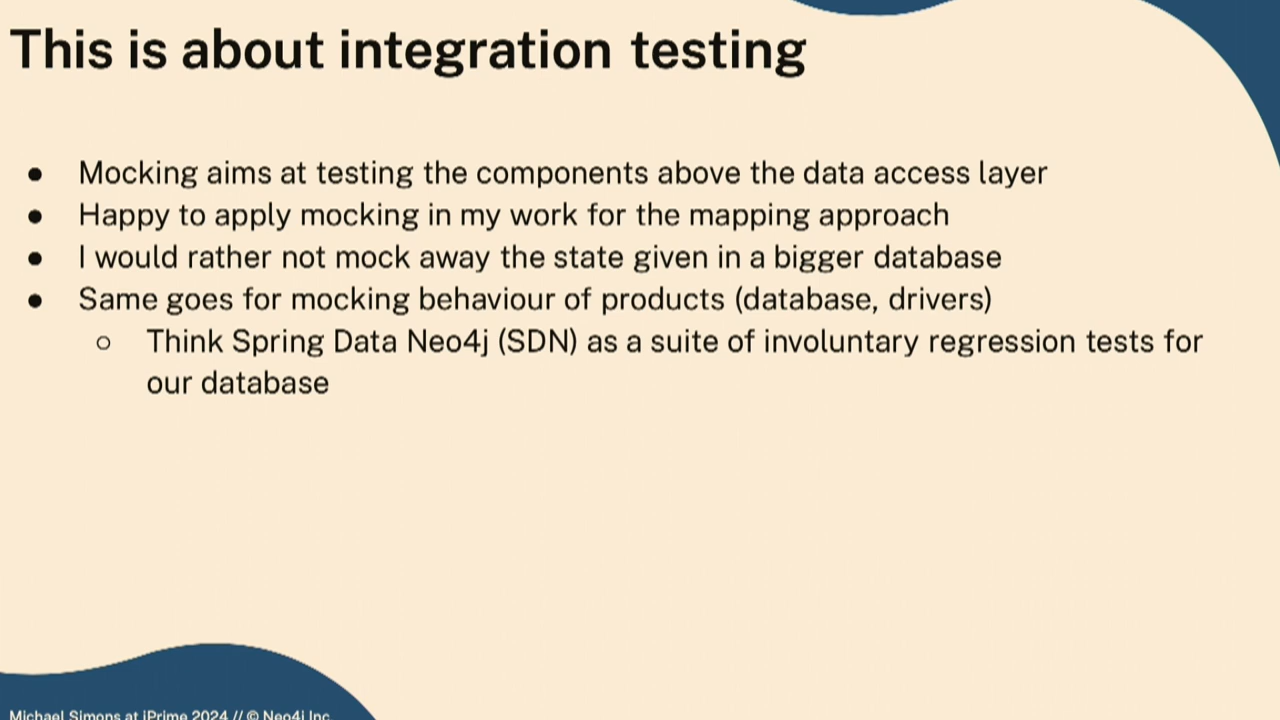 This is about integration testing
● Mocking aims at testing the components above the data access layer
● Happy to apply mocking in my work for the mapping approach
● I would rather not mock away the state given in a bigger database
● Same goes for mocking behaviour of products (database, drivers)
○ Think Spring Data Neo4j (SDN) as a suite of involuntary regression tests for
our database
Michael Simons at jPrime 2024 // © Neo4j Inc.